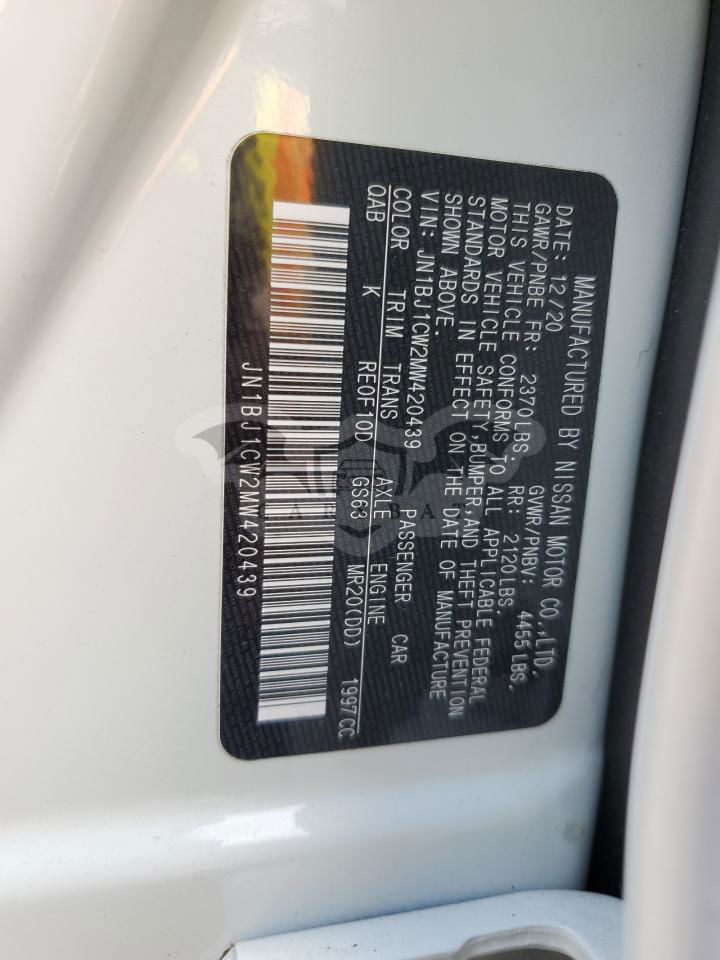 MANUFACTURED BY NISSAN MOTOR CO.,LTD.
DATE: 12/20 GVWR/PNBV: 4455LBS.
GAWR/PNBE FR: 2370LBS. RR: 2120LBS.
THIS VEHICLE CONFORMS TO ALL APPLICABLE FEDERAL
MOTOR VEHICLE SAFETY,BUMPER,AND THEFT PREVENTION
STANDARDS IN EFFECT ON THE DATE OF MANUFACTURE
SHOWN ABOVE.
VIN: JN1BJ1CW2MW420439 PASSENGER CAR
COLOR TRIM TRANS AXLE ENGINE
QAB K RE0F10D GS63 MR20(DD) 1997CC
JN1BJ1CW2MW420439